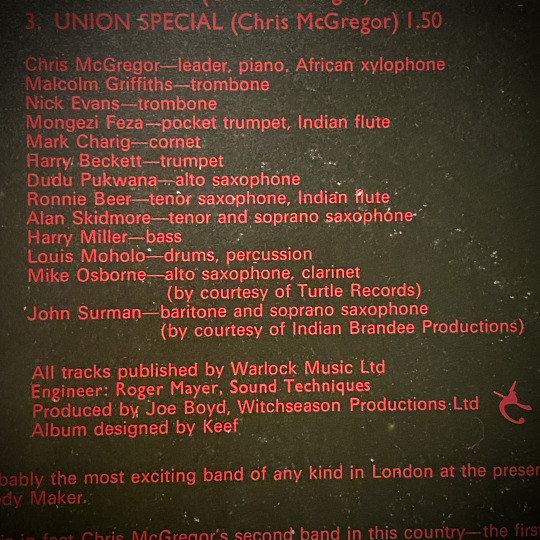 3. UNION SPECIAL (Chris McGregor) 1.50
Chris McGregor—leader, piano, African xylophone
Malcolm Griffiths—trombone
Nick Evans—trombone
Mongezi Feza—pocket trumpet, Indian flute
Mark Charig—cornet
Harry Beckett—trumpet
Dudu Pukwana—alto saxophone
Ronnie Beer—tenor saxophone, Indian flute
Alan Skidmore—tenor and soprano saxophone
Harry Miller—bass
Louis Moholo—drums, percussion
Mike Osborne—alto saxophone, clarinet
(by courtesy of Turtle Records)
John Surman—baritone and soprano saxophone
(by courtesy of Indian Brandee Productions)
All tracks published by Warlock Music Ltd
Engineer: Roger Mayer, Sound Techniques
Produced by Joe Boyd, Witchseason Productions Ltd
Album designed by Keef
bably the most exciting band of any kind in London at the presen
dy Maker.
in fact Chris McGregor's second band in this country—the first